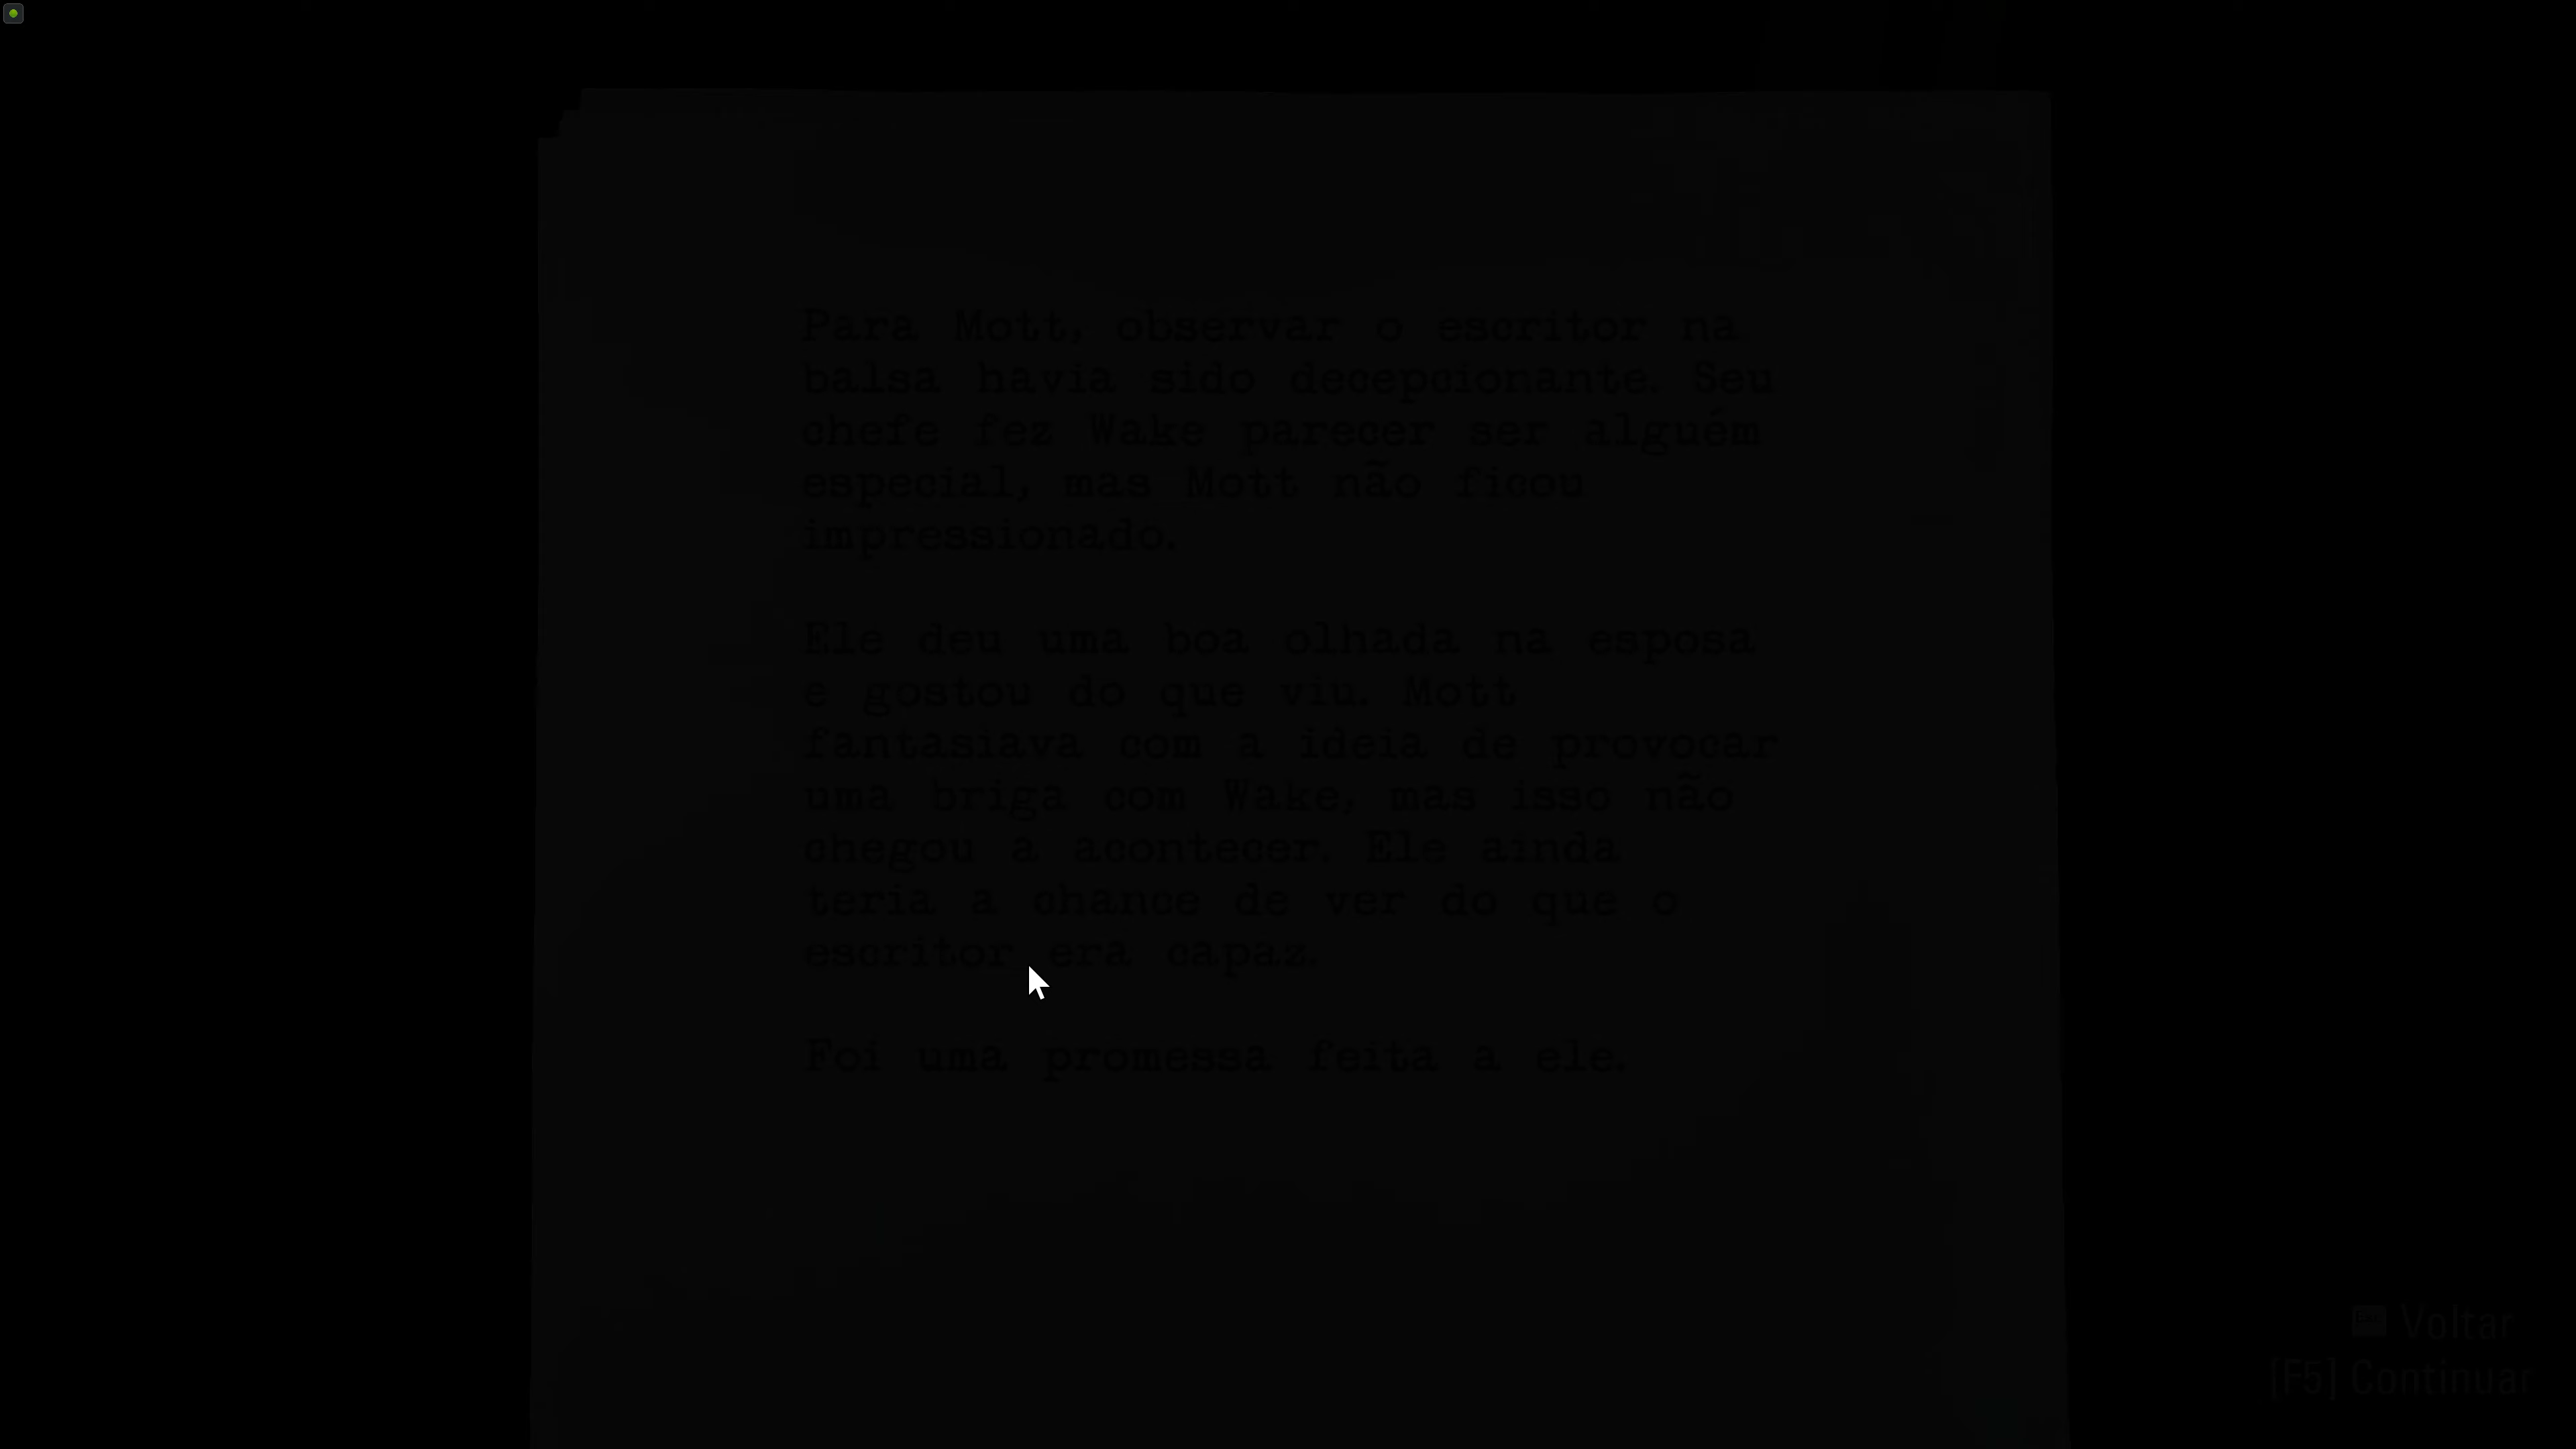 Para Mott, observar o escritor na
balsa havia sido decepcionante. Seu
chefe fez Wake parecer ser alguém
especial, mas Mott não ficou
impressionado.
Ele deu uma boa olhada na esposa
e gostou do que viu. Mott
fantasiava com a ideia de provocar
uma briga com Wake, mas isso não
chegou a acontecer. Ele ainda
teria a chance de ver do que o
escritor era capaz.
Foi uma promessa feita a ele.
Voltar
[F5] Continuar